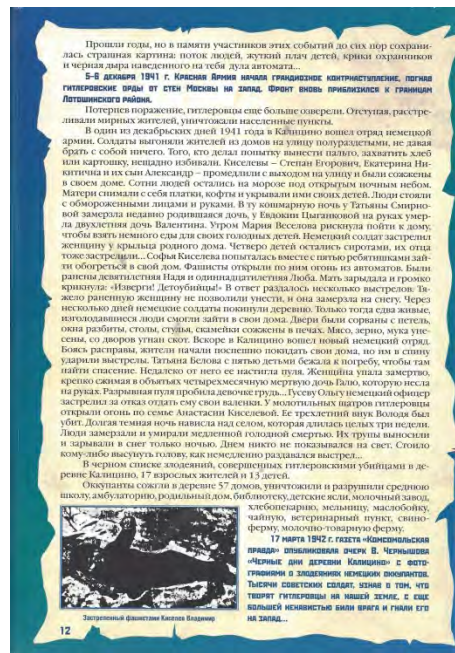 Прошли годы, но в памяти участников этих событий до сих пор сохрани-
лась страшная картина: поток людей, жуткий плач детей, крики охранников
и черная дыра наведенного на тебя дула автомата...
5–6 декабря 1941 г. Красная Армия начала грандиозное контрнаступление, погнав
гитлеровские орды от стен Москвы на запад. Фронт вновь приблизился к границам
Лотошинского района.
Потерпев поражение, гитлеровцы еще больше озверели. Отступая, расстре-
ливали мирных жителей, уничтожали населенные пункты.
В один из декабрьских дней 1941 года в Калицино вошел отряд немецкой
армии. Солдаты выгоняли жителей из домов на улицу полураздетыми, не давая
брать с собой ничего. Того, кто делал попытку вынести пальто, захватить хлеб
или картошку, нещадно избивали. Киселевы – Степан Егорович, Екатерина Ни-
китична и их сын Авенир – промедлили с выходом на улицу и были сожжены
в своем доме. Сотни людей остались на морозе под открытым ночным небом.
Матери снимали с себя платки, кофты и укрывали ими своих детей. Люди стояли
с обмороженными лицами и руками. В ту кошмарную ночь у Татьяны Смирно-
вой замерзла недавно родившаяся дочь, у Евдокии Цыганковой на руках умер-
ла двухлетняя дочь Валентина. Утром Мария Веселова рискнула пойти к дому,
чтобы взять немного еды для своих голодных детей. Немецкий солдат застрелил
женщину у крыльца родного дома. Четверо детей остались сиротами, их отца
тоже застрелили... Софья Киселева попыталась вместе с пятью ребятишками зай-
ти обогреться в свой дом. Фашисты открыли по ним огонь из автоматов. Были
ранены девятилетняя Надя и одиннадцатилетняя Люба. Мать зарыдала и громко
крикнула: «Изверги! Детоубийцы!» В ответ раздалось несколько выстрелов. Тя-
жело раненную женщину не позволили унести, и она замерзла на снегу. Через
несколько дней немецкие солдаты покинули деревню. Только тогда едва живые,
изголодавшиеся люди смогли зайти в свои дома. Двери были сорваны с петель,
окна разбиты, столы, стулья, скамейки сожжены в печах. Мясо, зерно, мука уне-
сены, со дворов угнан скот. Вскоре в Калицино вошел новый немецкий отряд.
Боясь расправы, жители начали поспешно покидать свои дома, но им в спину
ударили выстрелы. Татьяна Белова с пятью детьми бежала к погребу, чтобы там
найти спасение. Недалеко от него ее настигла пуля. Женщина упала замертво,
крепко сжимая в объятьях четырехмесячную мертвую дочь Галю, которую несла
на руках. Разрывная пуля пробила девочке грудь... Гусеву Ольгу немецкий офицер
застрелил за отказ отдать ему свои валенки. У молотильных шатров гитлеровцы
открыли огонь по семье Анастасии Киселевой. Ее трехлетний внук Володя был
убит. Долгая темная ночь нависла над селом, которая длилась целых три недели.
Люди замерзали и умирали медленной голодной смертью. Их трупы выносили
и зарывали в снег только ночью. Днем никто не показывался на свет. Стоило
кому-либо высунуть голову, как немедленно раздавался выстрел...
В черном списке злодеяний, совершенных гитлеровскими убийцами в де-
ревне Калицино, 17 взрослых жителей и 13 детей.
Оккупанты сожгли в деревне 57 домов, уничтожили и разрушили среднюю
школу, амбулаторию, родильный дом, библиотеку, детские ясли, молочный завод,
хлебопекарню, мельницу, маслобойку,
чайную, ветеринарный пункт, свино-
ферму, молочно-товарную ферму.
17 марта 1942 г. газета «Комсомольская
правда» опубликовала очерк В. Чернышова
«Черные дни деревни Калицино» с фото-
графиями о злодеяниях немецких оккупантов.
Тысячи советских солдат, узнав о том, что
творят гитлеровцы на нашей земле, с еще
большей ненавистью били врага и гнали его
на запад...
Застреленный фашистами Киселев Владимир
12